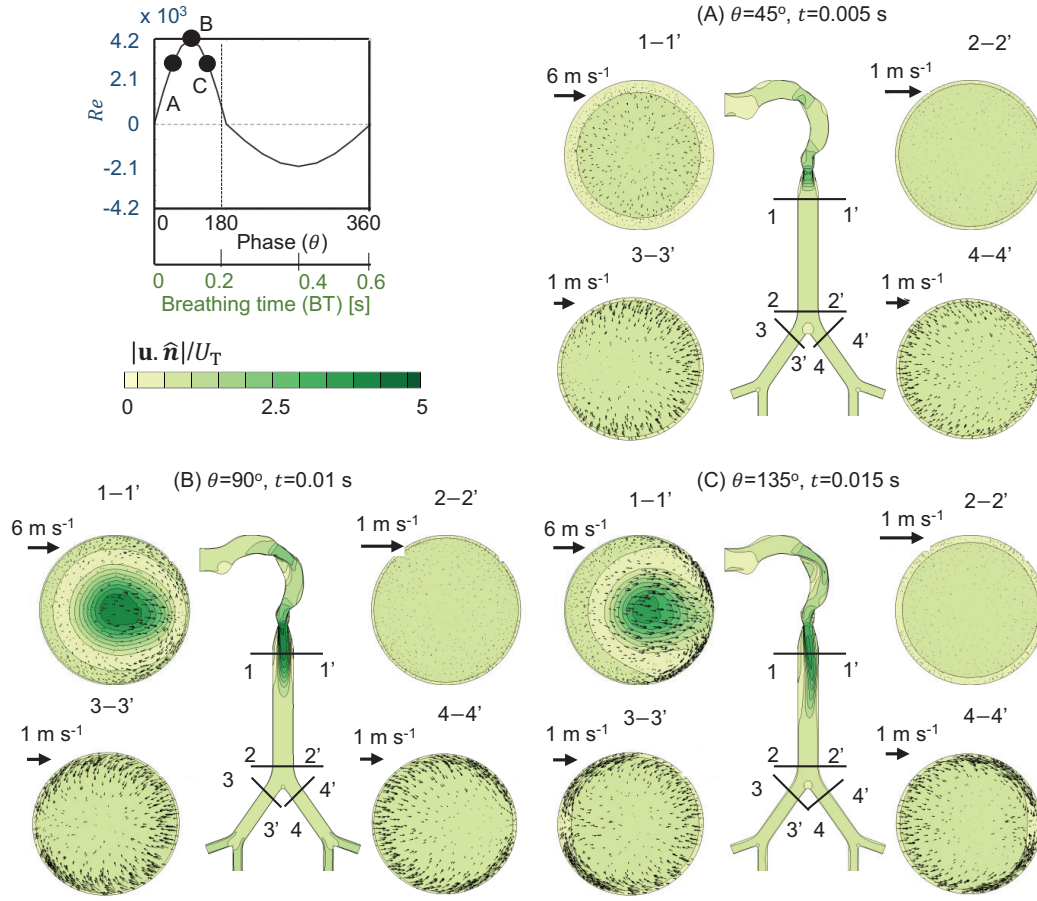 x 10³
4.2
2.1
0
-2.1
-4.2
Re
A
B
C
0
180
360
Phase (θ)
0
0.2
0.4
0.6
Breathing time (BT) [s]
|u. n̂|/U_T
0
2.5
5
(A) θ=45°, t=0.005 s
1–1'
2–2'
6 m s⁻¹
1 m s⁻¹
1
1'
3–3'
4–4'
1 m s⁻¹
1 m s⁻¹
2
2'
3
4'
3'
4
(B) θ=90°, t=0.01 s
1–1'
2–2'
6 m s⁻¹
1 m s⁻¹
1
1'
3–3'
4–4'
1 m s⁻¹
1 m s⁻¹
2
2'
3
4'
3'
4
(C) θ=135°, t=0.015 s
1–1'
2–2'
6 m s⁻¹
1 m s⁻¹
1
1'
3–3'
4–4'
1 m s⁻¹
1 m s⁻¹
2
2'
3
4'
3'
4